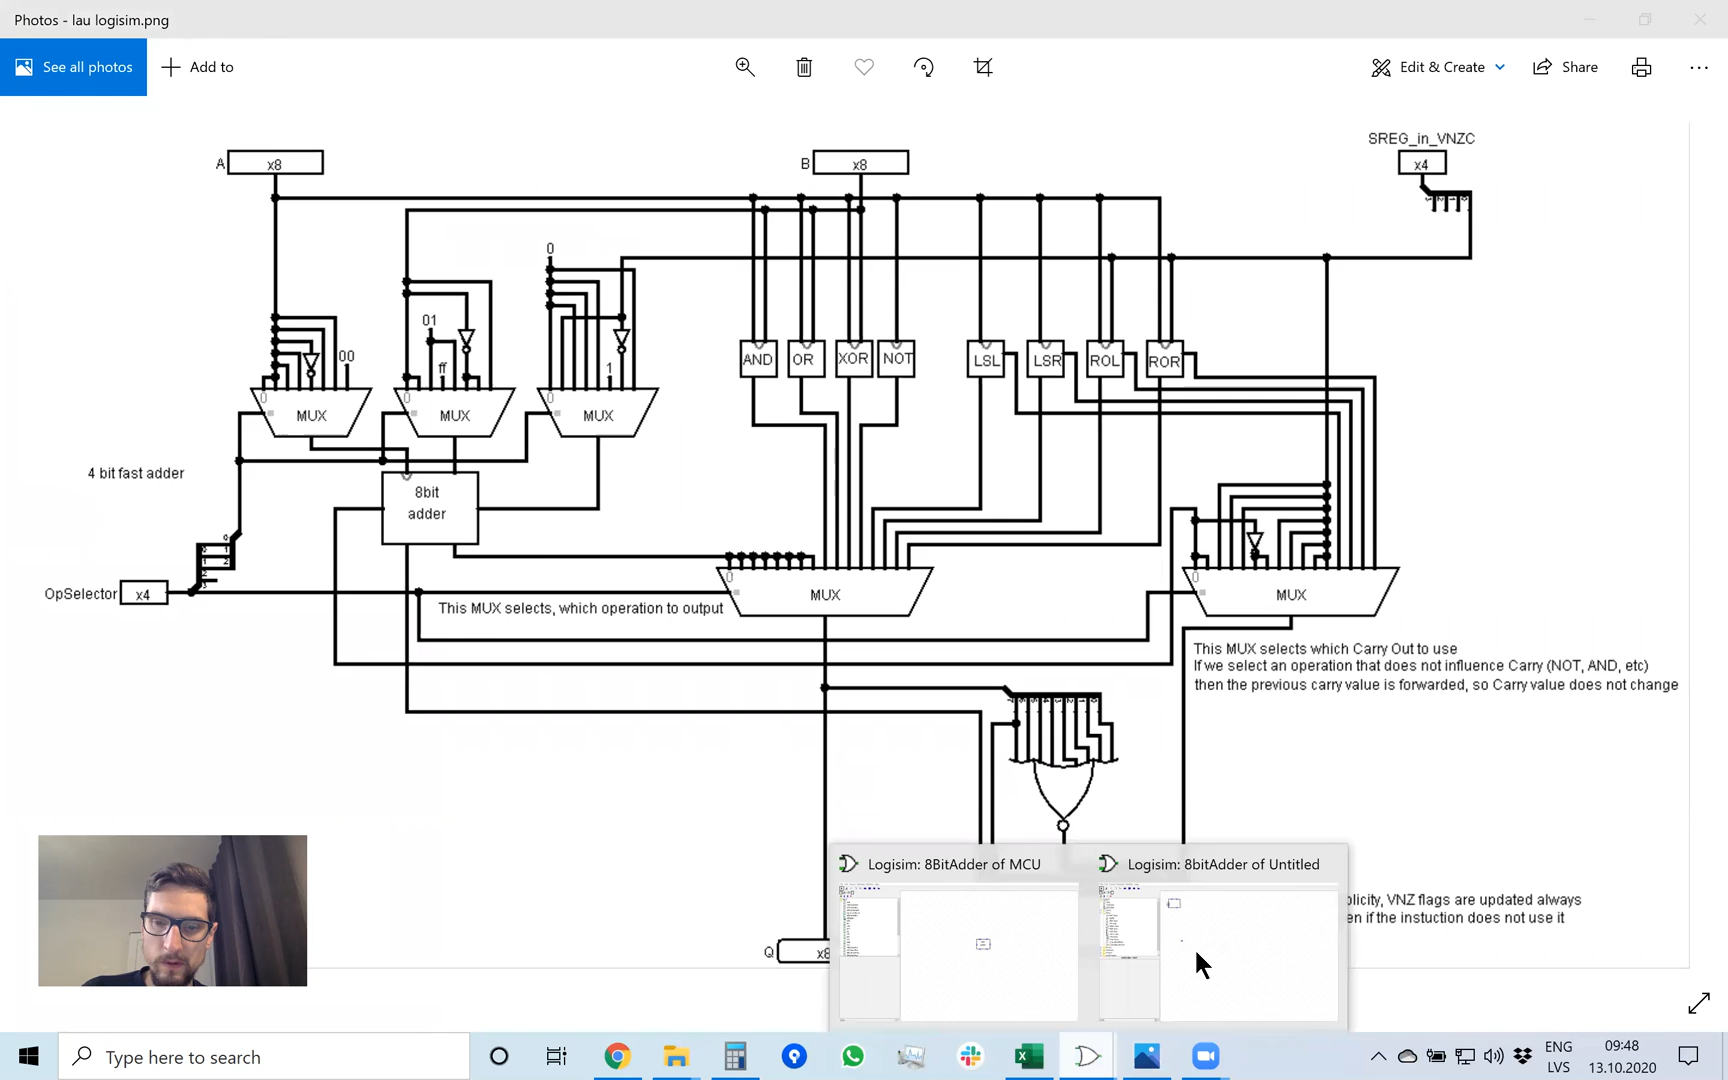 Photos - lau logisim.png
See all photos
Add to
Edit & Create
Share
SREG_in_VNZC
A x8
B x8
x4
0
01
00
ff
1
AND OR XOR NOT LSL LSR ROL ROR
0 MUX
0 MUX
0 MUX
4 bit fast adder
8bit
adder
OpSelector x4
This MUX selects, which operation to output
0
MUX
0
MUX
This MUX selects which Carry Out to use
If we select an operation that does not influence Carry (NOT, AND, etc)
then the previous carry value is forwarded, so Carry value does not change
Logisim: 8BitAdder of MCU
Logisim: 8bitAdder of Untitled
plicity, VNZ flags are updated always
en if the instuction does not use it
Q x8
Type here to search
ENG
LVS
09:48
13.10.2020